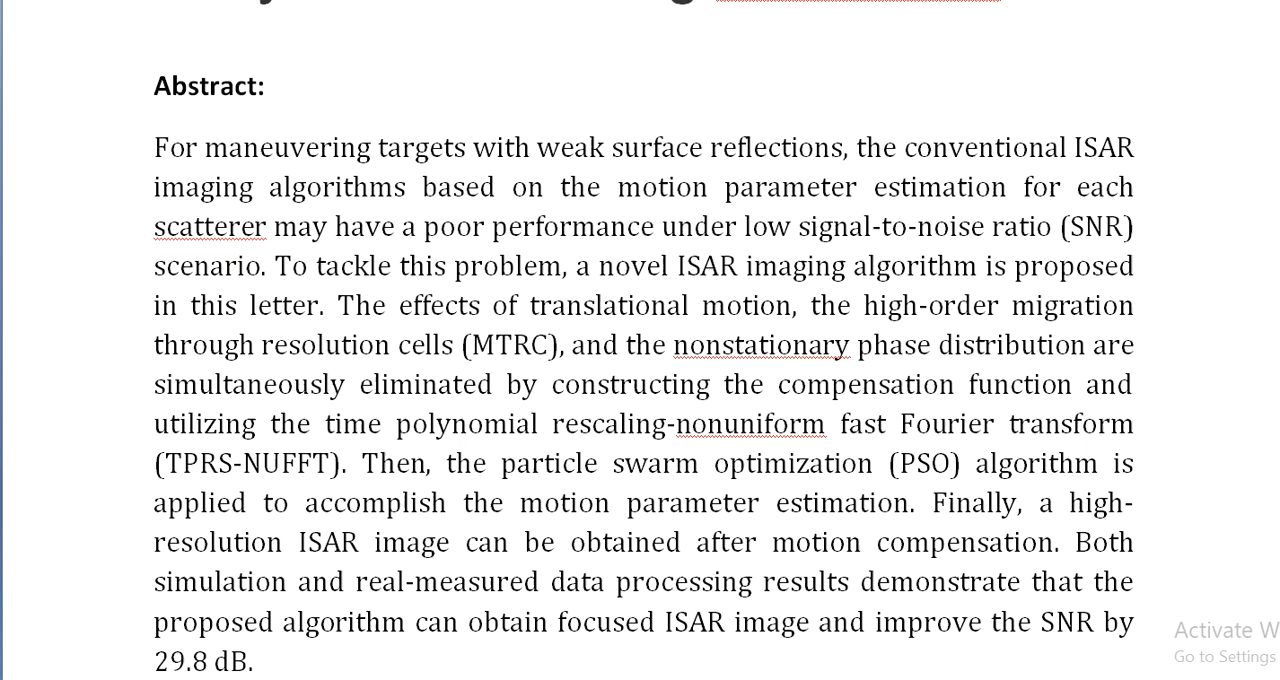 Abstract:
For maneuvering targets with weak surface reflections, the conventional ISAR
imaging algorithms based on the motion parameter estimation for each
scatterer may have a poor performance under low signal-to-noise ratio (SNR)
scenario. To tackle this problem, a novel ISAR imaging algorithm is proposed
in this letter. The effects of translational motion, the high-order migration
through resolution cells (MTRC), and the nonstationary phase distribution are
simultaneously eliminated by constructing the compensation function and
utilizing the time polynomial rescaling-nonuniform fast Fourier transform
(TPRS-NUFFT). Then, the particle swarm optimization (PSO) algorithm is
applied to accomplish the motion parameter estimation. Finally, a high-
resolution ISAR image can be obtained after motion compensation. Both
simulation and real-measured data processing results demonstrate that the
proposed algorithm can obtain focused ISAR image and improve the SNR by
29.8 dB.
Activate W
Go to Settings